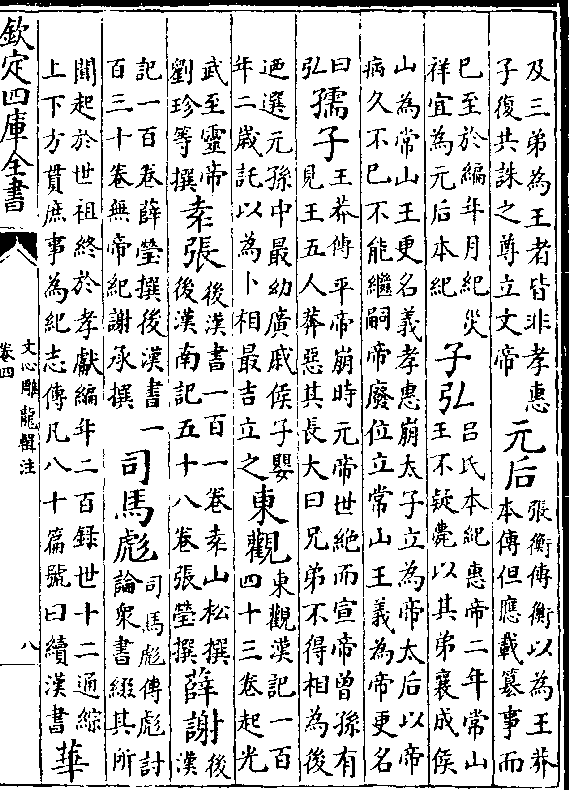 及三弟為王者皆非孝惠
子復共誅之尊立文帝
元后
張衡傳衡以為王莽
本傳但應載篡事而
已至於編年月紀災
祥宜為元后本紀
子弘
呂氏本紀惠帝二年常山
王不疑薨以其弟襄成侯
山為常山王更名義孝惠崩太子立為帝太后以帝
病久不已不能繼嗣帝廢位立常山王義為帝更名
曰
弘
孺子
王莽傳平帝崩時元帝世絶而宣帝曾孫有
見王五人莽惡其長大曰兄弟不得相為後
迺選元孫中最幼廣戚侯子嬰
年二歲託以為卜相最吉立之
東觀
東觀漢記一百
四十三卷起光
武至靈帝
劉珍等撰
袁張
後漢書一百一卷袁山松撰
後漢南記五十八卷張瑩撰
薛謝
後
漢
記一百卷薛瑩撰後漢書一
百三十卷無帝紀謝承撰
司馬彪
司馬彪傳彪討
論衆書綴其所
聞起於世祖終於孝獻編年二百録世十二通綜
上下方貫庶事為紀志傳凡八十篇號曰續漢書
華
欽定四庫全書
文心雕龍輯注
卷四
八